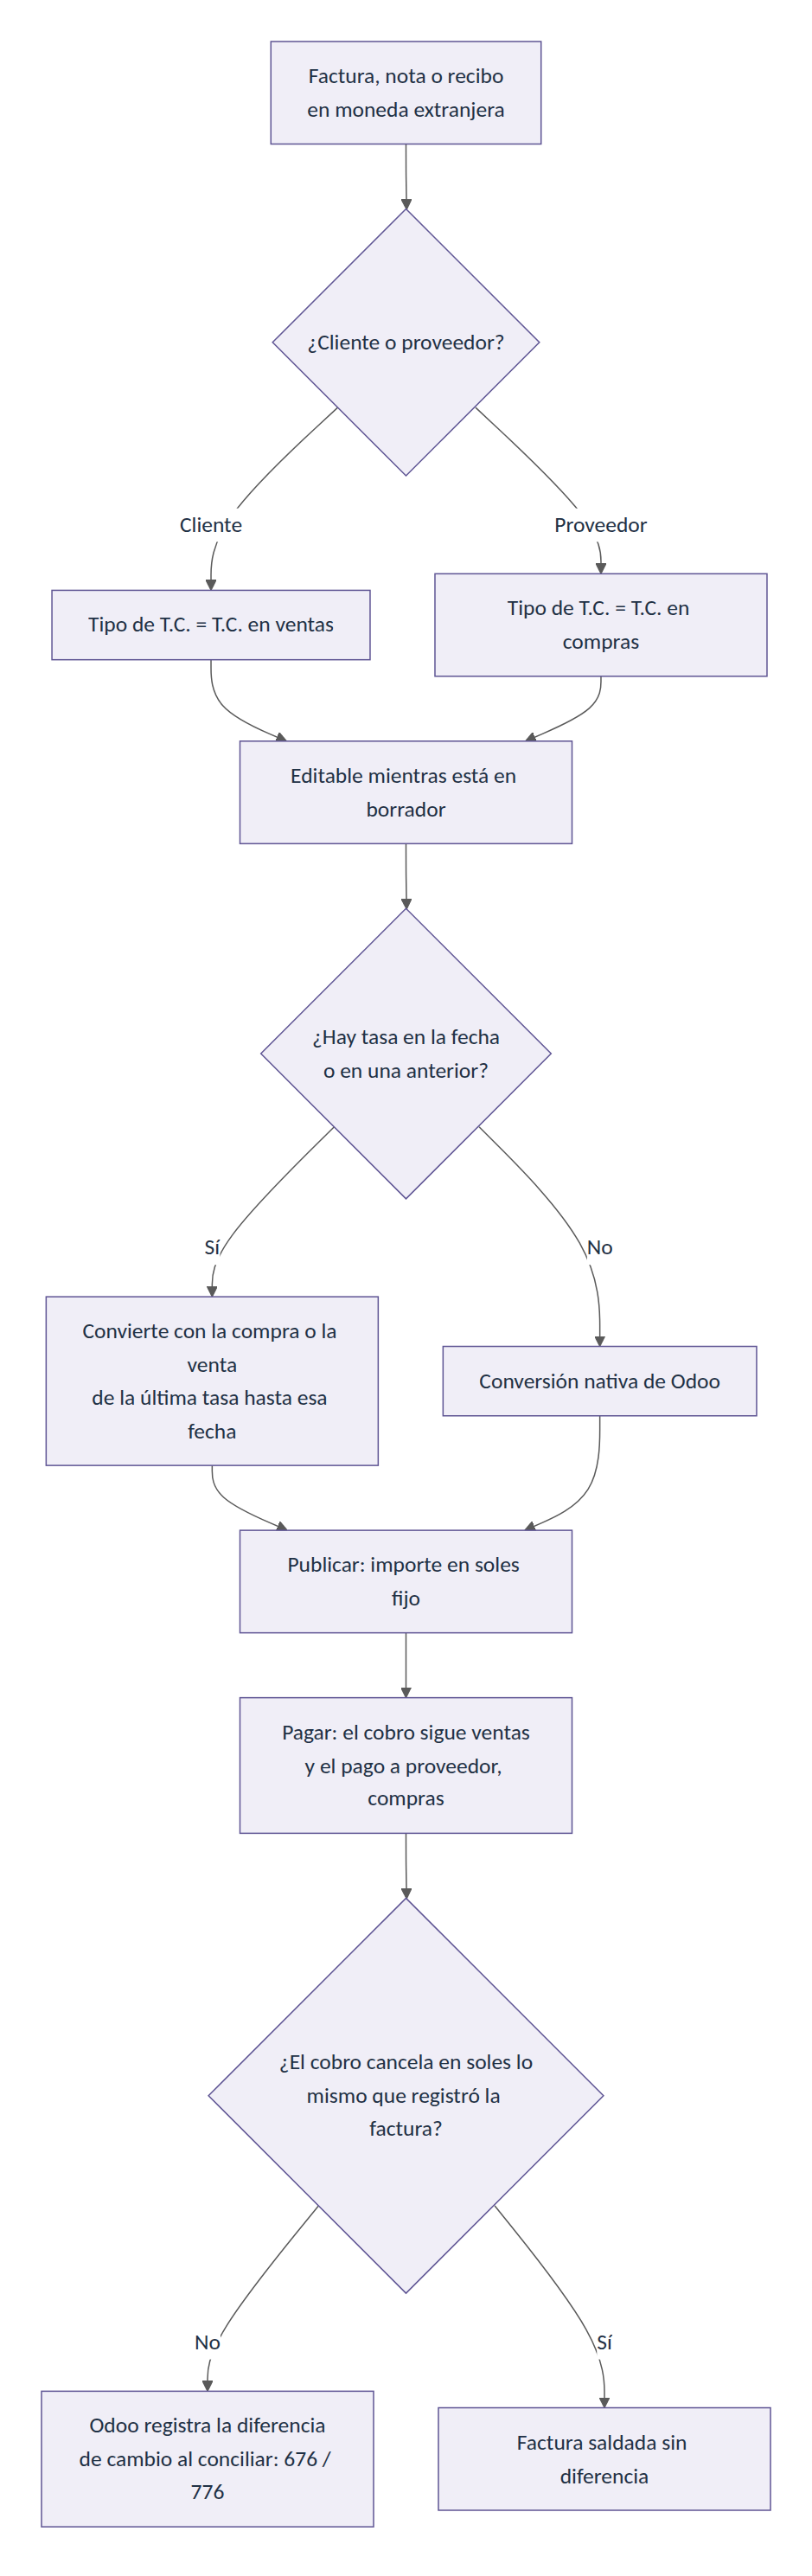 Factura, nota o recibo
en moneda extranjera
¿Cliente o proveedor?
Cliente
Proveedor
Tipo de T.C. = T.C. en ventas
Tipo de T.C. = T.C. en
compras
Editable mientras está en
borrador
¿Hay tasa en la fecha
o en una anterior?
Sí
No
Convierte con la compra o la
venta
de la última tasa hasta esa
fecha
Conversión nativa de Odoo
Publicar: importe en soles
fijo
Pagar: el cobro sigue ventas
y el pago a proveedor,
compras
¿El cobro cancela en soles lo
mismo que registró la
factura?
No
Sí
Odoo registra la diferencia
de cambio al conciliar: 676 /
776
Factura saldada sin
diferencia